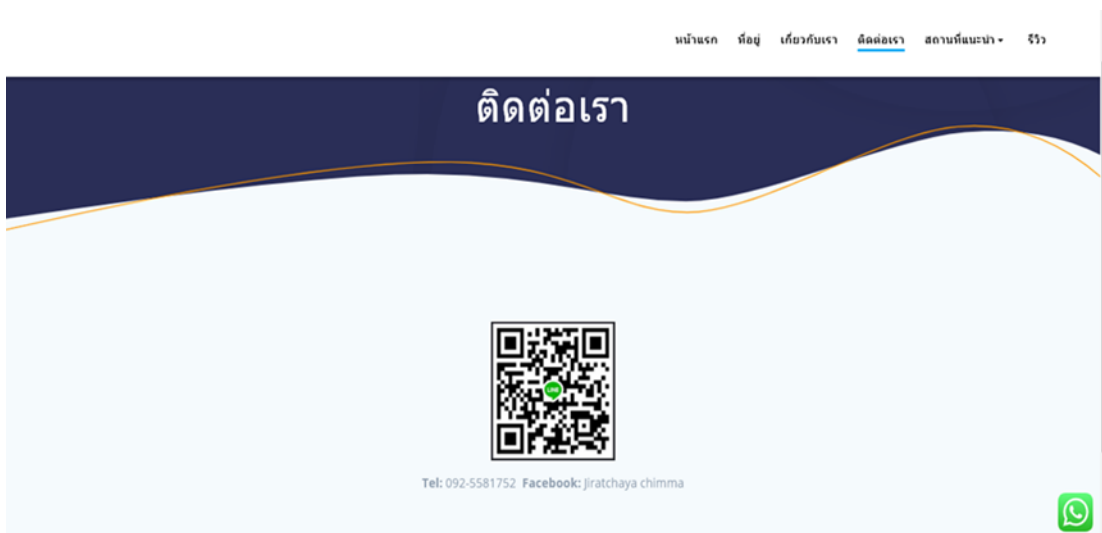 หน้าแรก ที่อยู่ เกี่ยวกับเรา ติดต่อเรา สถานที่แนะนำ รีวิว
ติดต่อเรา
LINE
Tel: 092-5581752 Facebook: Jiratchaya chimma